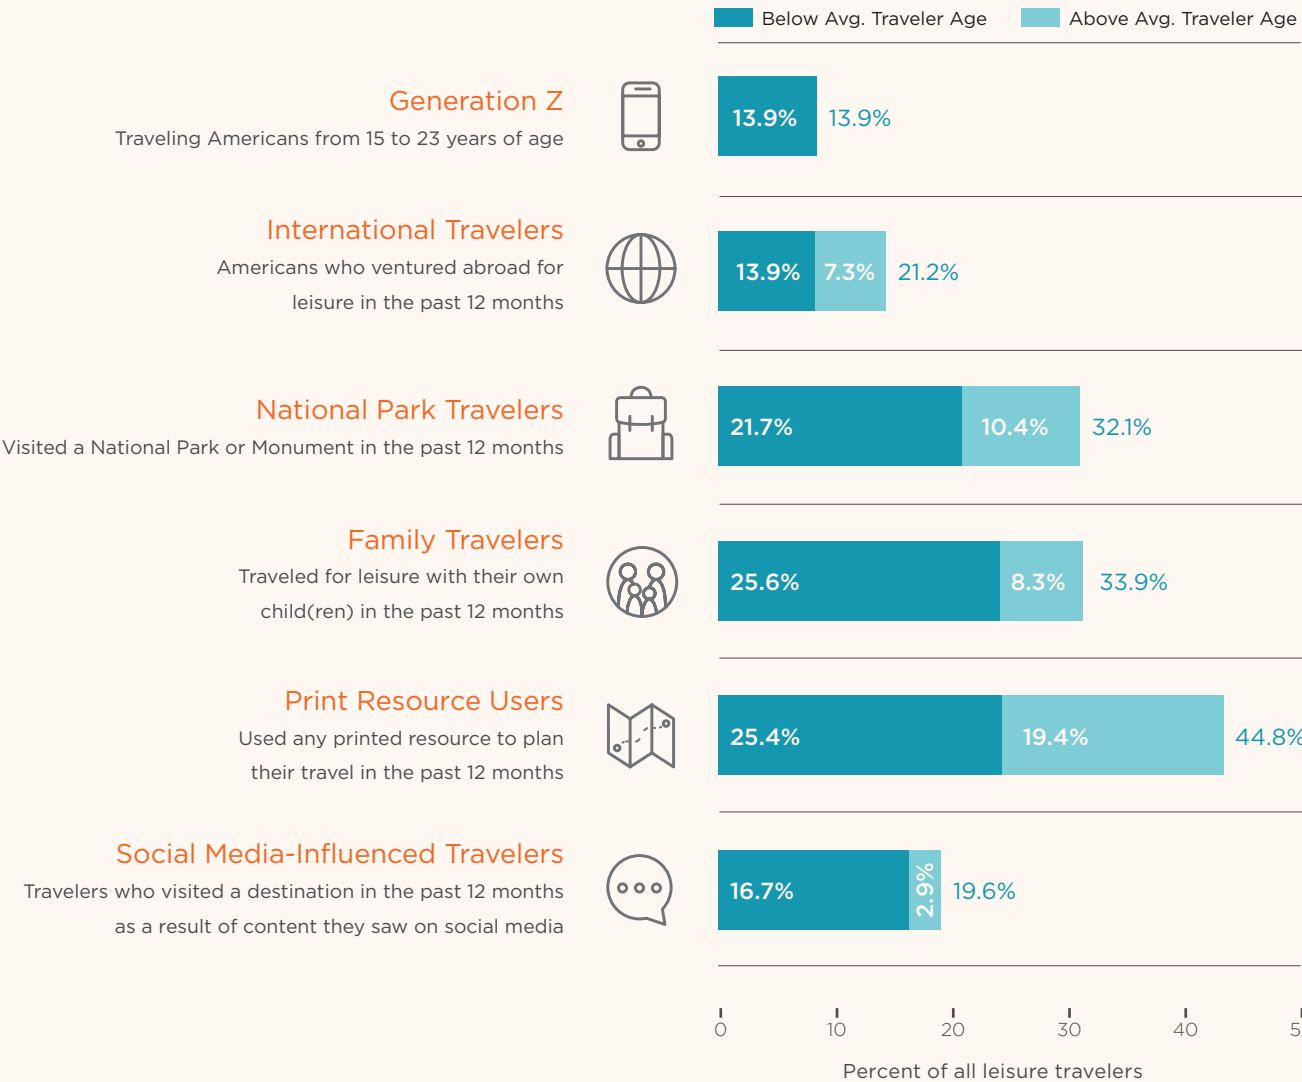 Below Avg. Traveler Age Above Avg. Traveler Age
Generation Z
Traveling Americans from 15 to 23 years of age
13.9% 13.9%
International Travelers
Americans who ventured abroad for
leisure in the past 12 months
13.9% 7.3% 21.2%
National Park Travelers
Visited a National Park or Monument in the past 12 months
21.7% 10.4% 32.1%
Family Travelers
Traveled for leisure with their own
child(ren) in the past 12 months
25.6% 8.3% 33.9%
Print Resource Users
Used any printed resource to plan
their travel in the past 12 months
25.4% 19.4% 44.8%
Social Media-Influenced Travelers
Travelers who visited a destination in the past 12 months
as a result of content they saw on social media
16.7% 2.9% 19.6%
0 10 20 30 40 5
Percent of all leisure travelers